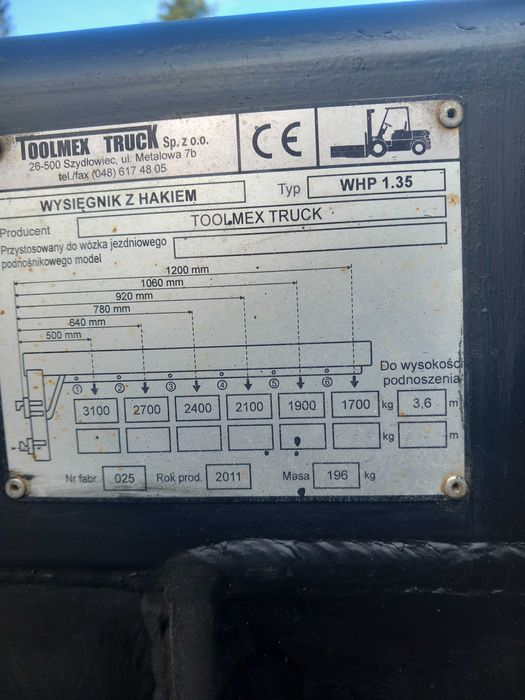 TOOLMEX TRUCK Sp. z o.o.
26-500 Szydłowiec, ul. Metalowa 7b
tel./fax (048) 617 48 05
CE
WYSIĘGNIK Z HAKIEM Typ WHP 1.35
Producent TOOLMEX TRUCK
Przystosowany do wózka jezdniowego
podnośnikowego model
1200 mm
1060 mm
920 mm
780 mm
640 mm
500 mm
1 2 3 4 5 6
Do wysokości
podnoszenia
3100 2700 2400 2100 1900 1700 kg 3,6 m
kg m
Nr fabr. 025 Rok prod. 2011 Masa 196 kg